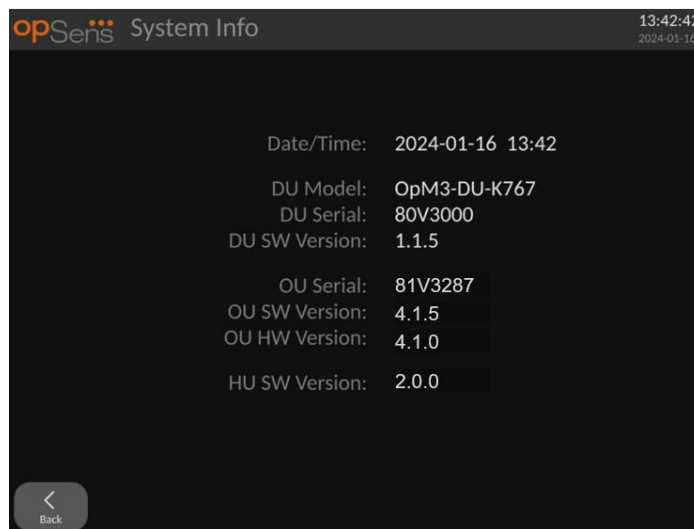 opSens System Info 13:42:42
2024-01-16
Date/Time: 2024-01-16 13:42
DU Model: OpM3-DU-K767
DU Serial: 80V3000
DU SW Version: 1.1.5
OU Serial: 81V3287
OU SW Version: 4.1.5
OU HW Version: 4.1.0
HU SW Version: 2.0.0
Back